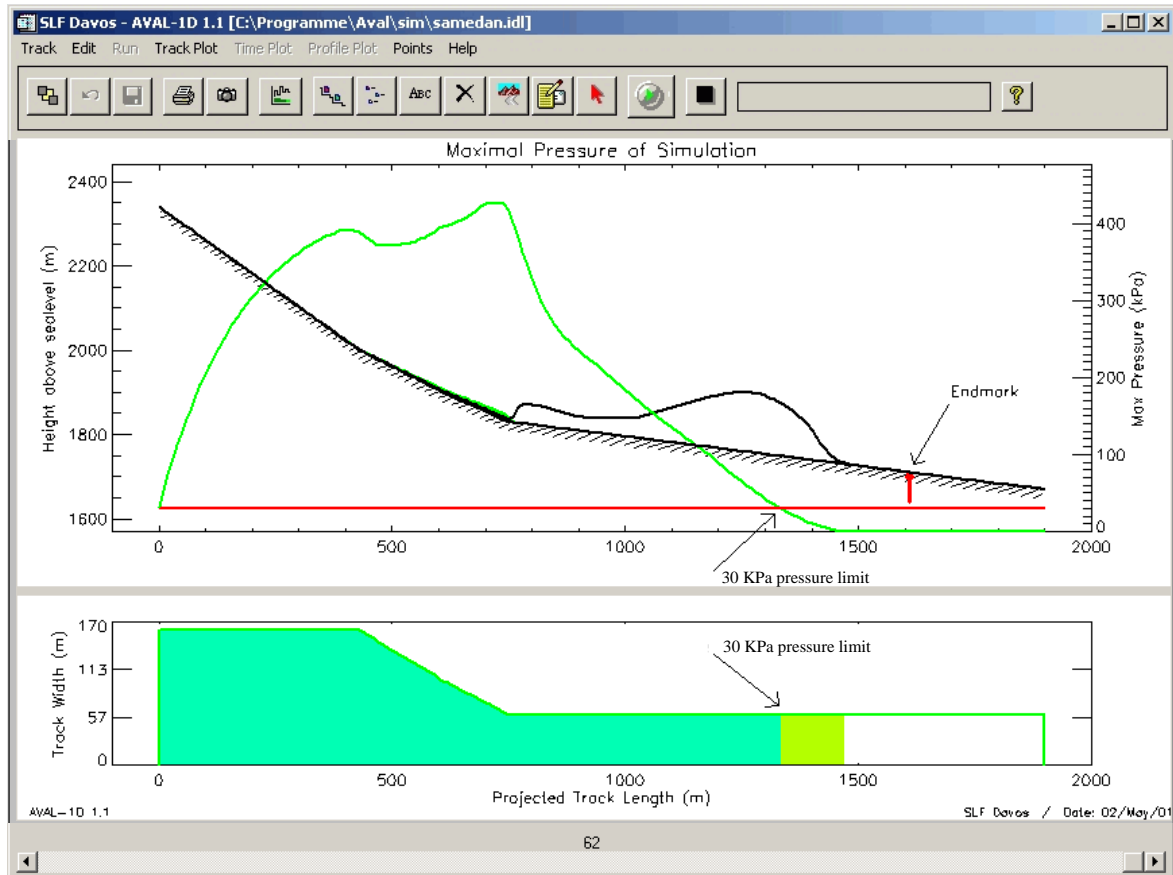 SLF Davos - AVAL-1D 1.1 [C:\Programme\Aval\sim\samedan.idl]
Track Edit Run Track Plot Time Plot Profile Plot Points Help
ABC
?
Maximal Pressure of Simulation
Height above sealevel (m)
2400
2200
2000
1800
1600
Max Pressure (kPa)
400
300
200
100
0
Endmark
0 500 1000 1500 2000
30 KPa pressure limit
Track Width (m)
170
113
57
0
30 KPa pressure limit
0 500 1000 1500 2000
Projected Track Length (m)
AVAL-1D 1.1
SLF Davos / Date: 02/May/01
62